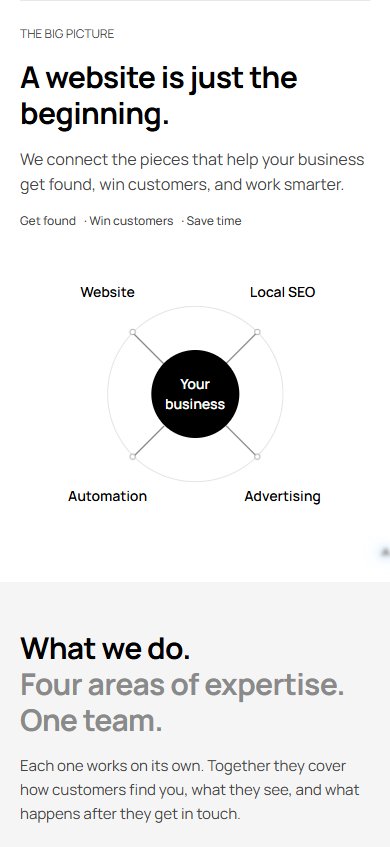 THE BIG PICTURE
A website is just the
beginning.
We connect the pieces that help your business
get found, win customers, and work smarter.
Get found · Win customers · Save time
Website
Local SEO
Your
business
Automation
Advertising
What we do.
Four areas of expertise.
One team.
Each one works on its own. Together they cover
how customers find you, what they see, and what
happens after they get in touch.